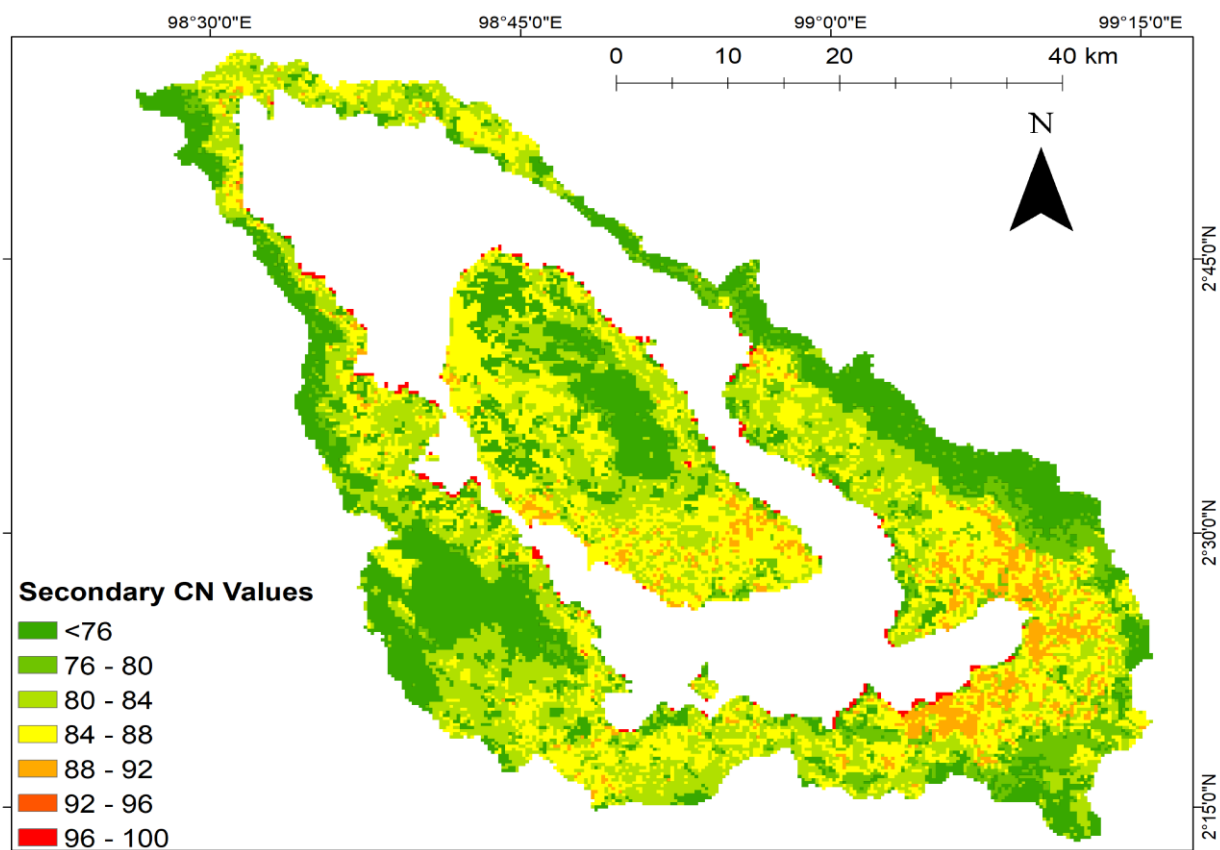 98°30'0"E 98°45'0"E 99°0'0"E 99°15'0"E
0 10 20 40 km
N
2°45'0"N
2°30'0"N
2°15'0"N
Secondary CN Values
<76
76 - 80
80 - 84
84 - 88
88 - 92
92 - 96
96 - 100